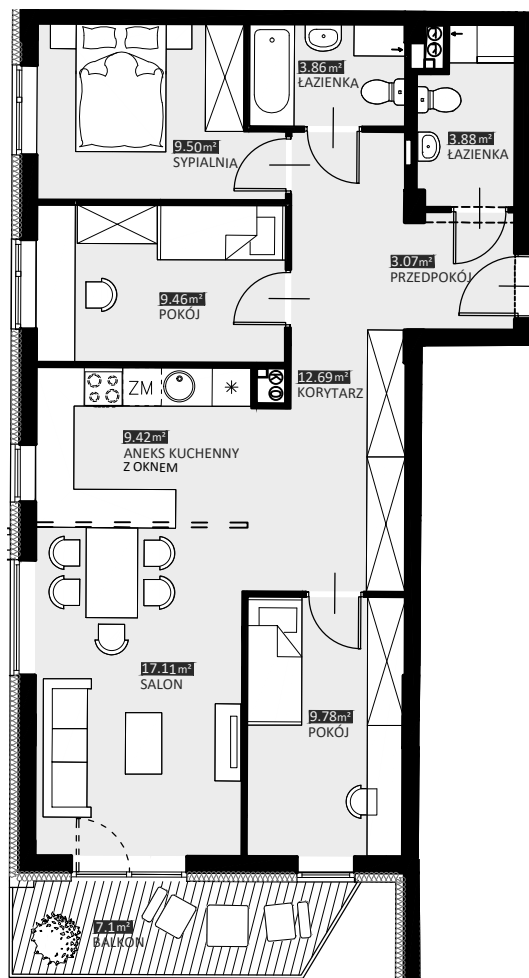 3.86m²
ŁAZIENKA
9.50m²
SYPIALNIA
3.88m²
ŁAZIENKA
3.07m²
PRZEDPOKÓJ
9.46m²
POKÓJ
12.69m²
KORYTARZ
ZM
9.42m²
ANEKS KUCHENNY
Z OKNEM
17.11m²
SALON
9.78m²
POKÓJ
7.1m²
BALKON